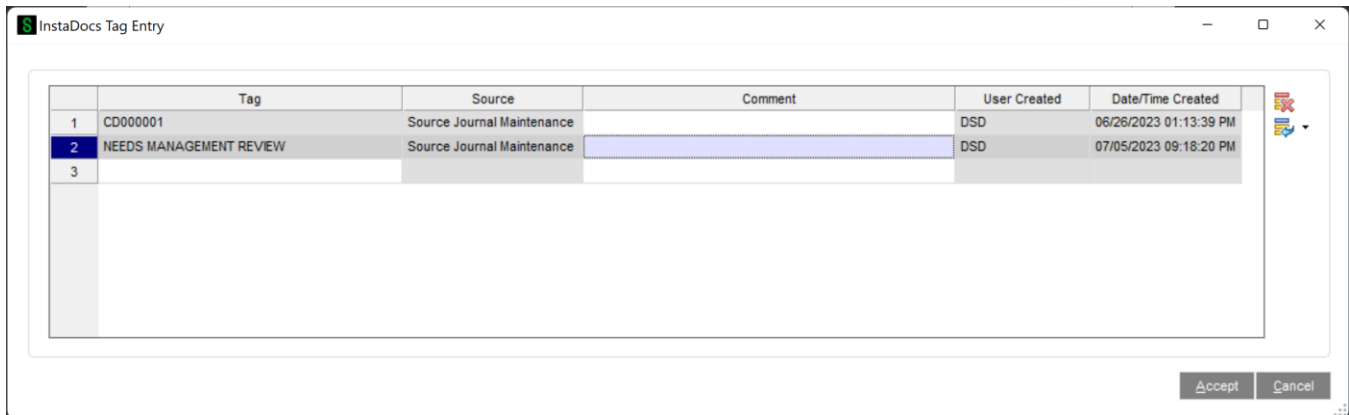 InstaDocs Tag Entry
Tag Source Comment User Created Date/Time Created
1 CD000001 Source Journal Maintenance DSD 06/26/2023 01:13:39 PM
2 NEEDS MANAGEMENT REVIEW Source Journal Maintenance DSD 07/05/2023 09:18:20 PM
3
Accept Cancel